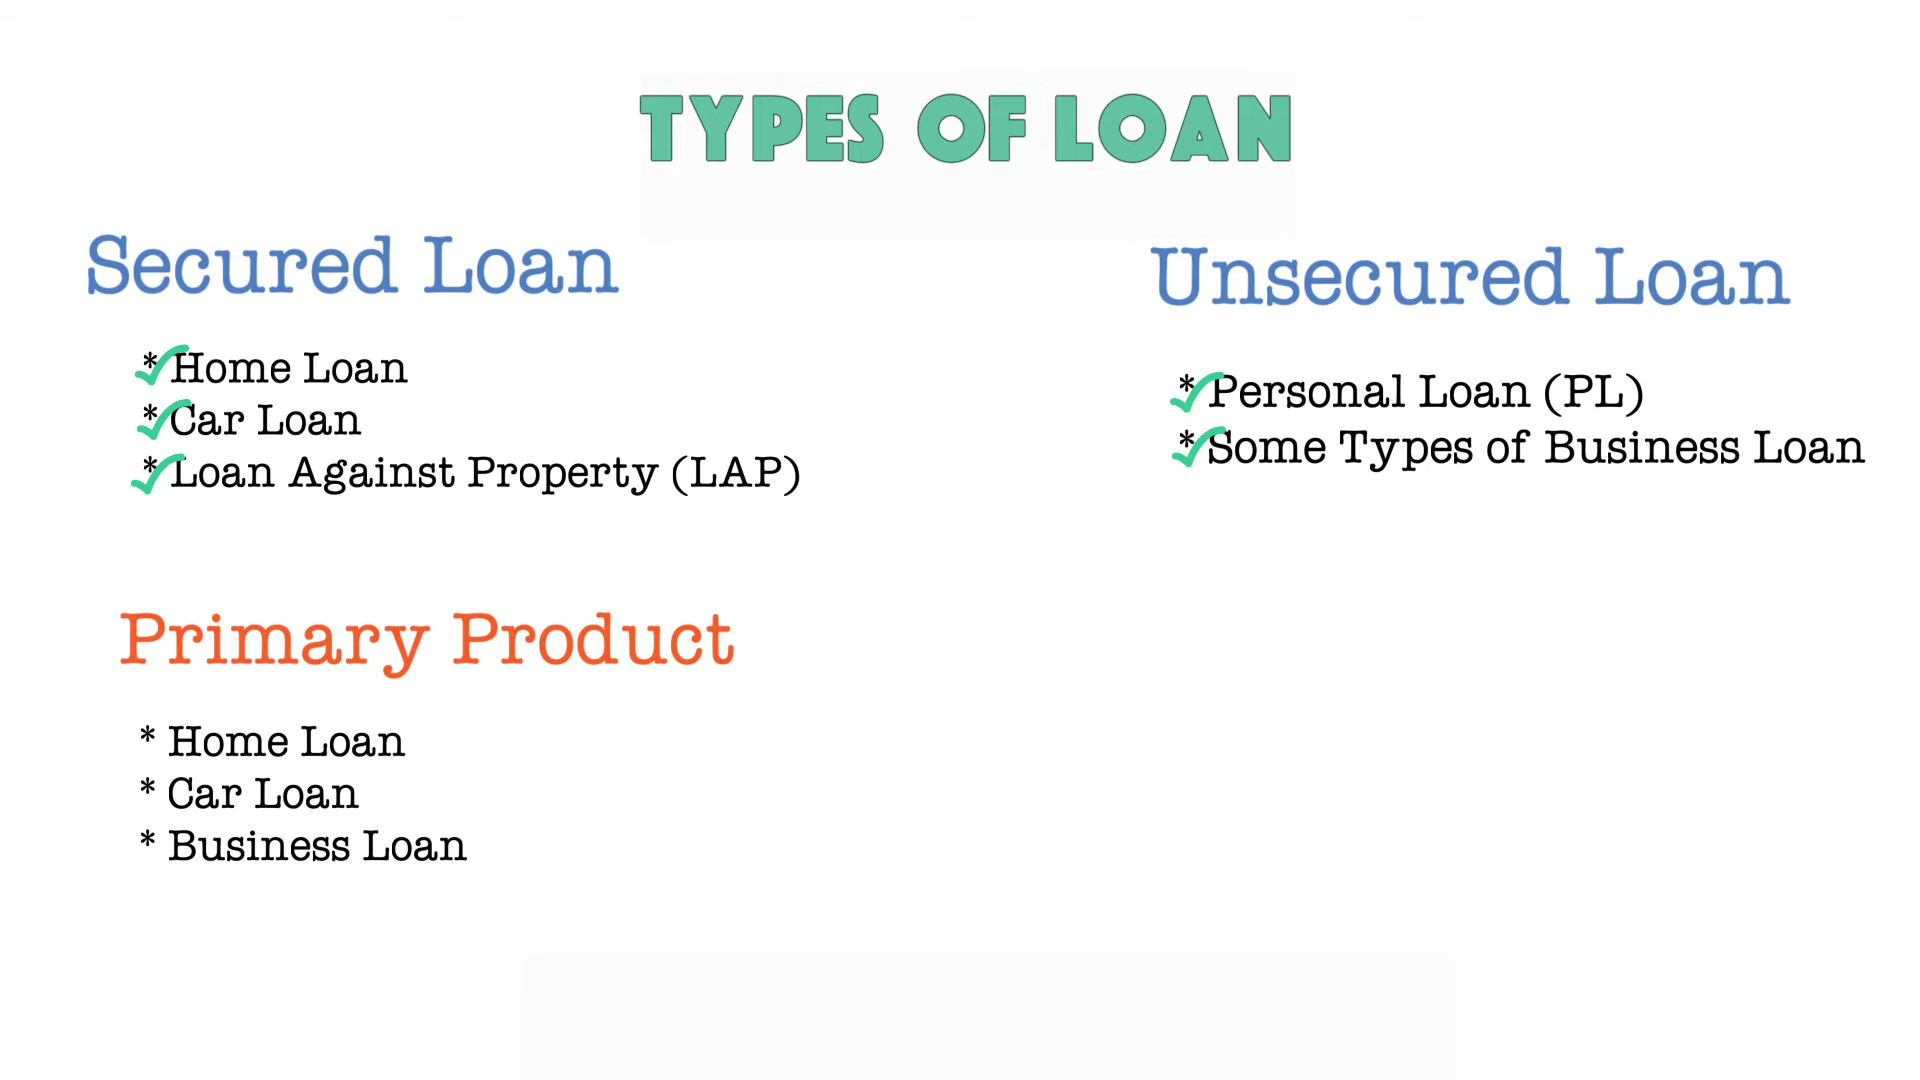 TYPES OF LOAN
Secured Loan
* Home Loan
* Car Loan
* Loan Against Property (LAP)
Unsecured Loan
* Personal Loan (PL)
* Some Types of Business Loan
Primary Product
* Home Loan
* Car Loan
* Business Loan